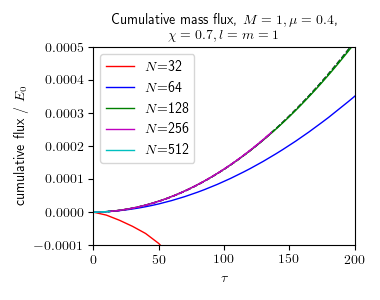 Cumulative mass flux, M = 1, μ = 0.4,
χ = 0.7, l = m = 1
cumulative flux / E₀
0.0005
0.0004
0.0003
0.0002
0.0001
0.0000
−0.0001
N=32
N=64
N=128
N=256
N=512
0 50 100 150 200
τ